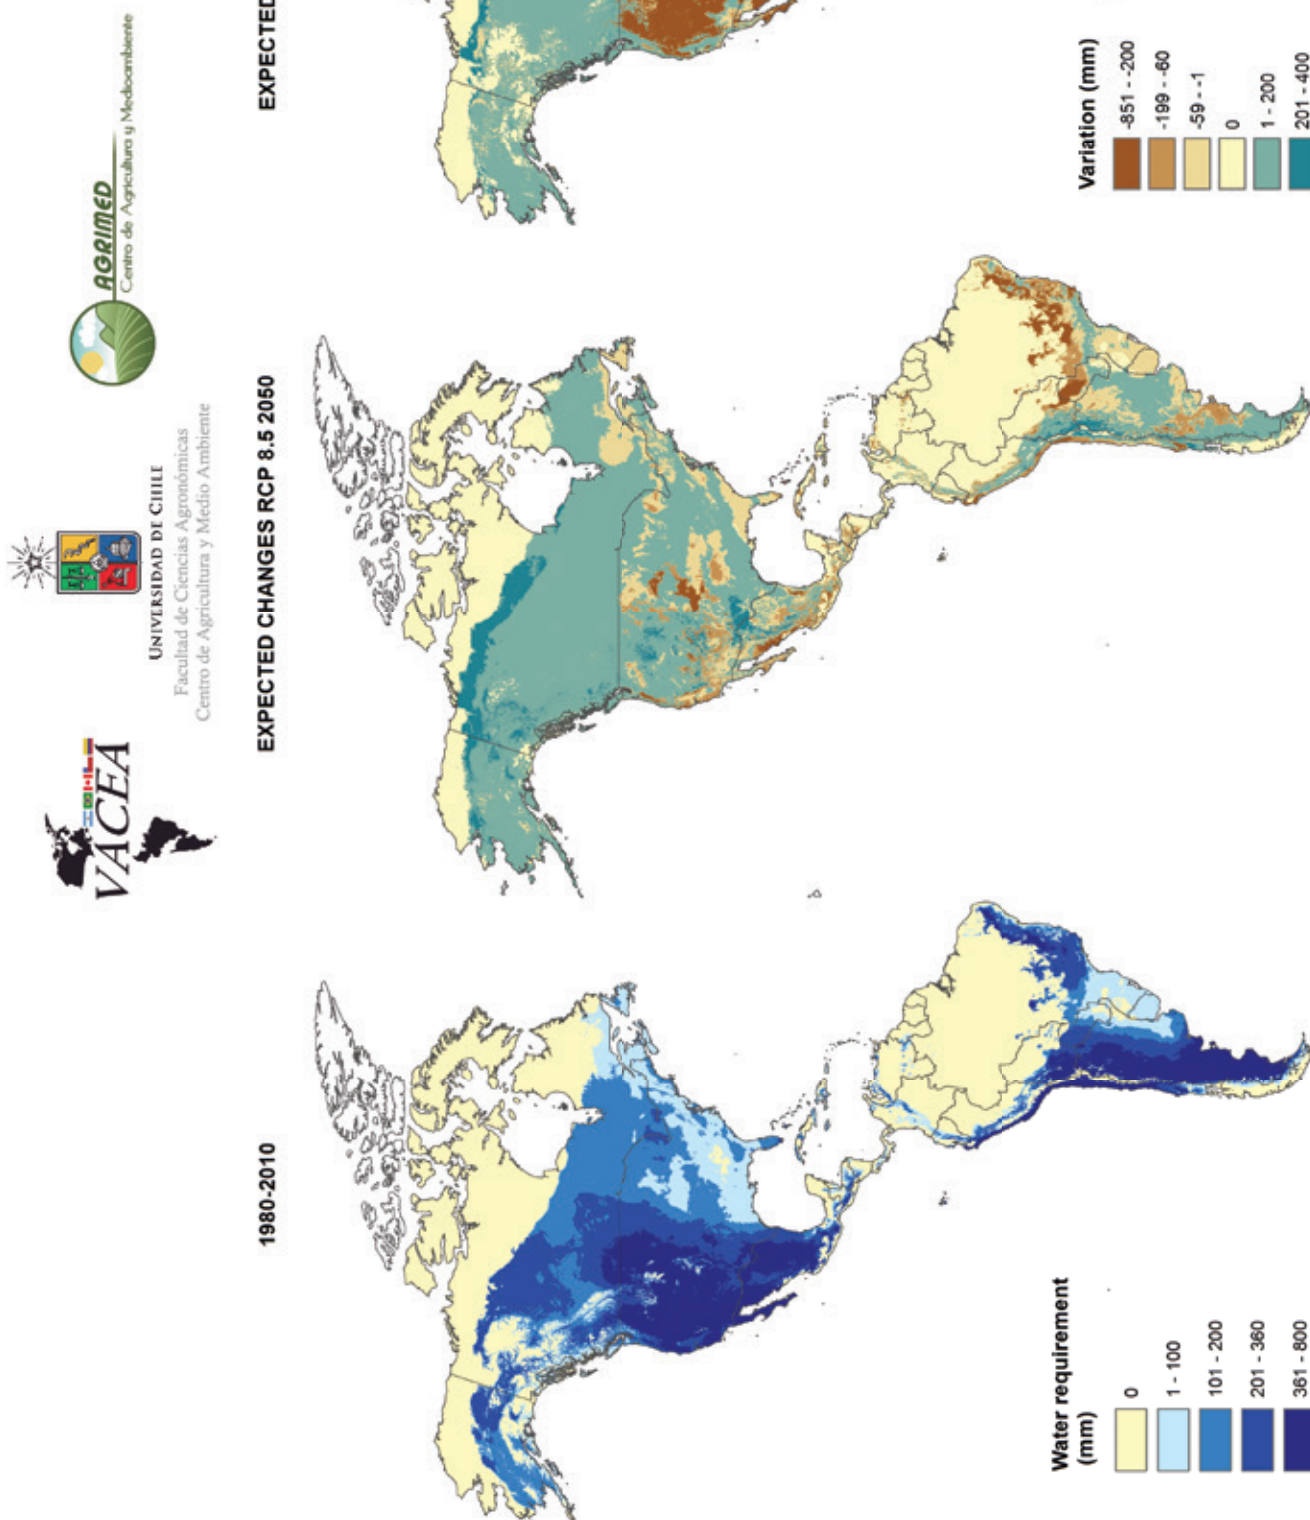 VACEA
UNIVERSIDAD DE CHILE
Facultad de Ciencias Agronómicas
Centro de Agricultura y Medio Ambiente
AGRIMED
Centro de Agricultura y Medioambiente
1980-2010
EXPECTED CHANGES RCP 8.5 2050
EXPECTED
Water requirement
(mm)
0
1 - 100
101 - 200
201 - 360
361 - 800
Variation (mm)
-851 - -200
-199 - -60
-59 - -1
0
1 - 200
201 - 400